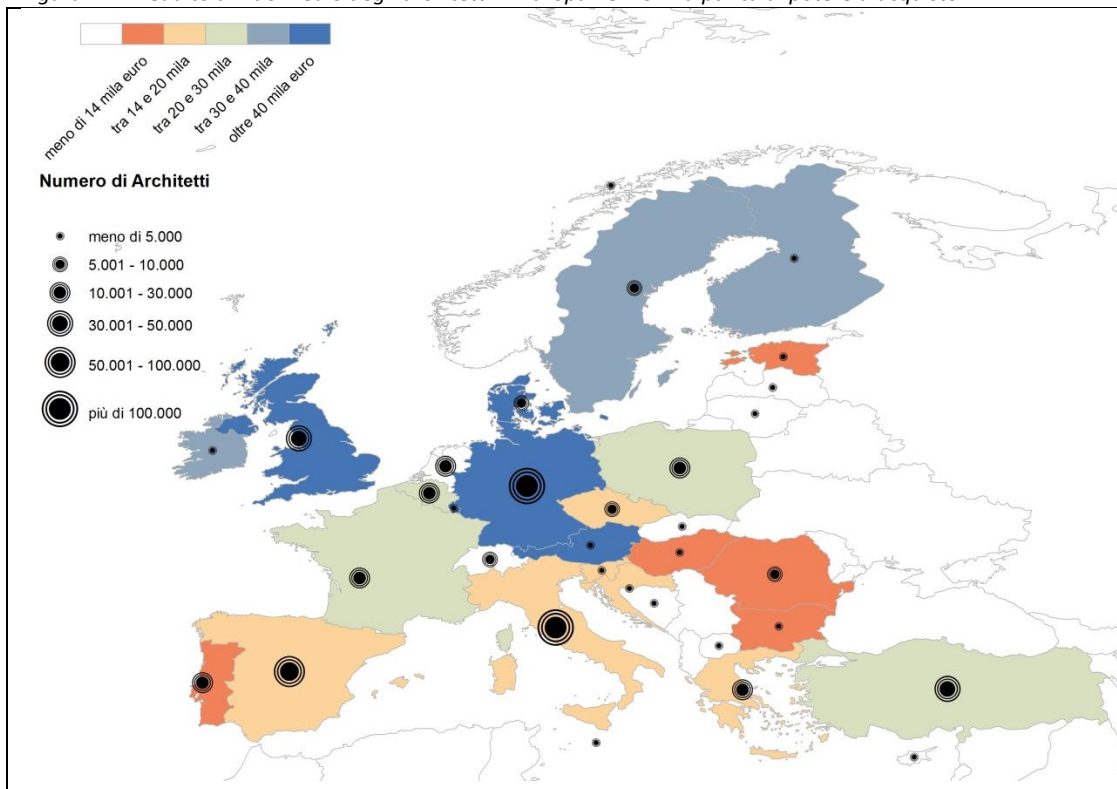 meno di 14 mila euro
tra 14 e 20 mila
tra 20 e 30 mila
tra 30 e 40 mila
oltre 40 mila euro
Numero di Architetti
meno di 5.000
5.001 - 10.000
10.001 - 30.000
30.001 - 50.000
50.001 - 100.000
più di 100.000